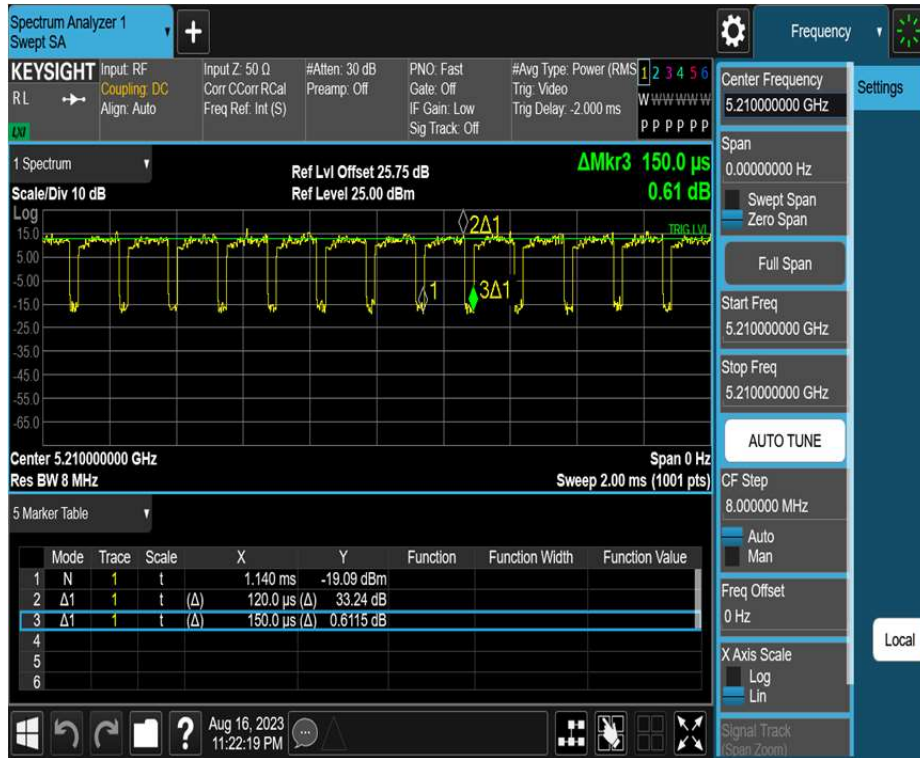 Spectrum Analyzer 1
Swept SA
+
Frequency
KEYSIGHT
RL
LXI
Input: RF
Coupling: DC
Align: Auto
Input Z: 50 Ω
Corr CCorr RCal
Freq Ref: Int (S)
#Atten: 30 dB
Preamp: Off
PNO: Fast
Gate: Off
IF Gain: Low
Sig Track: Off
#Avg Type: Power (RMS
Trig: Video
Trig Delay: -2.000 ms
1 2 3 4 5 6
W W W W W W
P P P P P P
1 Spectrum
Scale/Div 10 dB
Ref Lvl Offset 25.75 dB
Ref Level 25.00 dBm
ΔMkr3 150.0 µs
0.61 dB
Log
15.0
5.00
-5.00
-15.0
-25.0
-35.0
-45.0
-55.0
-65.0
2Δ1
TRIG LVL
1
3Δ1
Center 5.210000000 GHz
Res BW 8 MHz
Span 0 Hz
Sweep 2.00 ms (1001 pts)
5 Marker Table
Mode Trace Scale X Y Function Function Width Function Value
1 N 1 t 1.140 ms -19.09 dBm
2 Δ1 1 t (Δ) 120.0 µs (Δ) 33.24 dB
3 Δ1 1 t (Δ) 150.0 µs (Δ) 0.6115 dB
4
5
6
?
Aug 16, 2023
11:22:19 PM
Center Frequency
5.210000000 GHz
Span
0.00000000 Hz
Swept Span
Zero Span
Full Span
Start Freq
5.210000000 GHz
Stop Freq
5.210000000 GHz
AUTO TUNE
CF Step
8.000000 MHz
Auto
Man
Freq Offset
0 Hz
X Axis Scale
Log
Lin
Signal Track
(Span Zoom)
Settings
Local